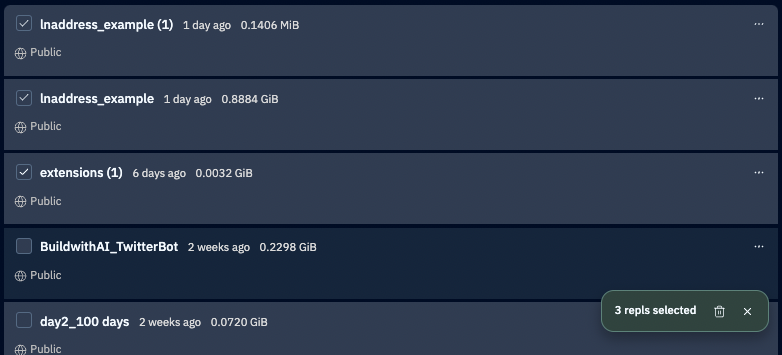 lnaddress_example (1) 1 day ago 0.1406 MiB
Public
lnaddress_example 1 day ago 0.8884 GiB
Public
extensions (1) 6 days ago 0.0032 GiB
Public
BuildwithAI_TwitterBot 2 weeks ago 0.2298 GiB
Public
day2_100 days 2 weeks ago 0.0720 GiB
3 repls selected
Public